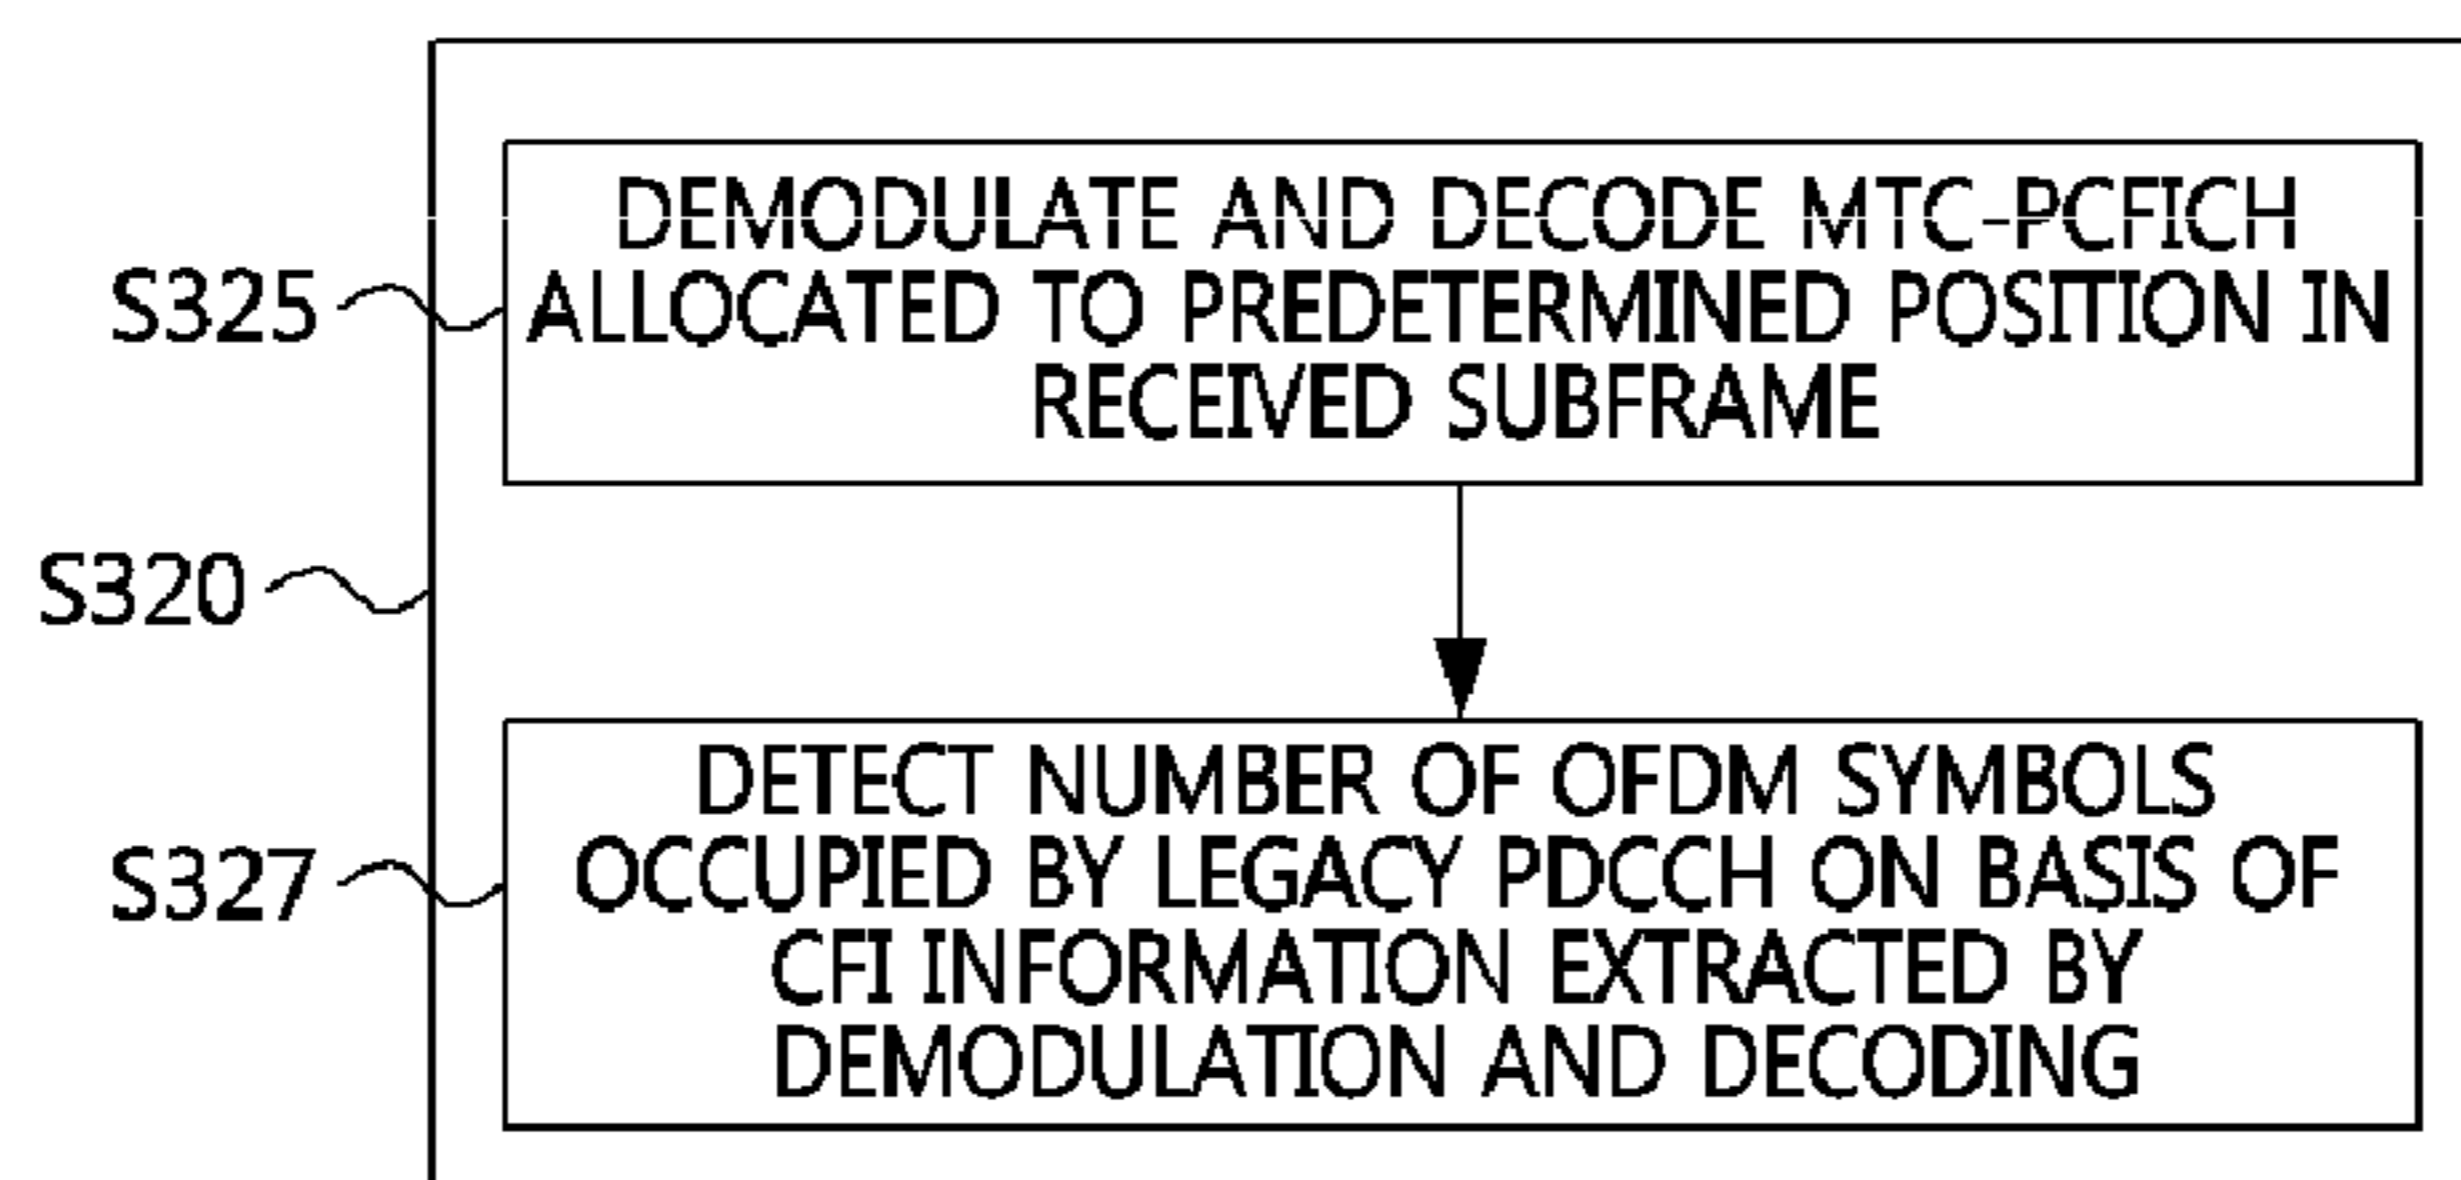 DEMODULATE AND DECODE MTC-PCFICH
S325
ALLOCATED TO PREDETERMINED POSITION IN
RECEIVED SUBFRAME
S320
DETECT NUMBER OF OFDM SYMBOLS
S327
OCCUPIED BY LEGACY PDCCH ON BASIS OF
CFI INFORMATION EXTRACTED BY
DEMODULATION AND DECODING